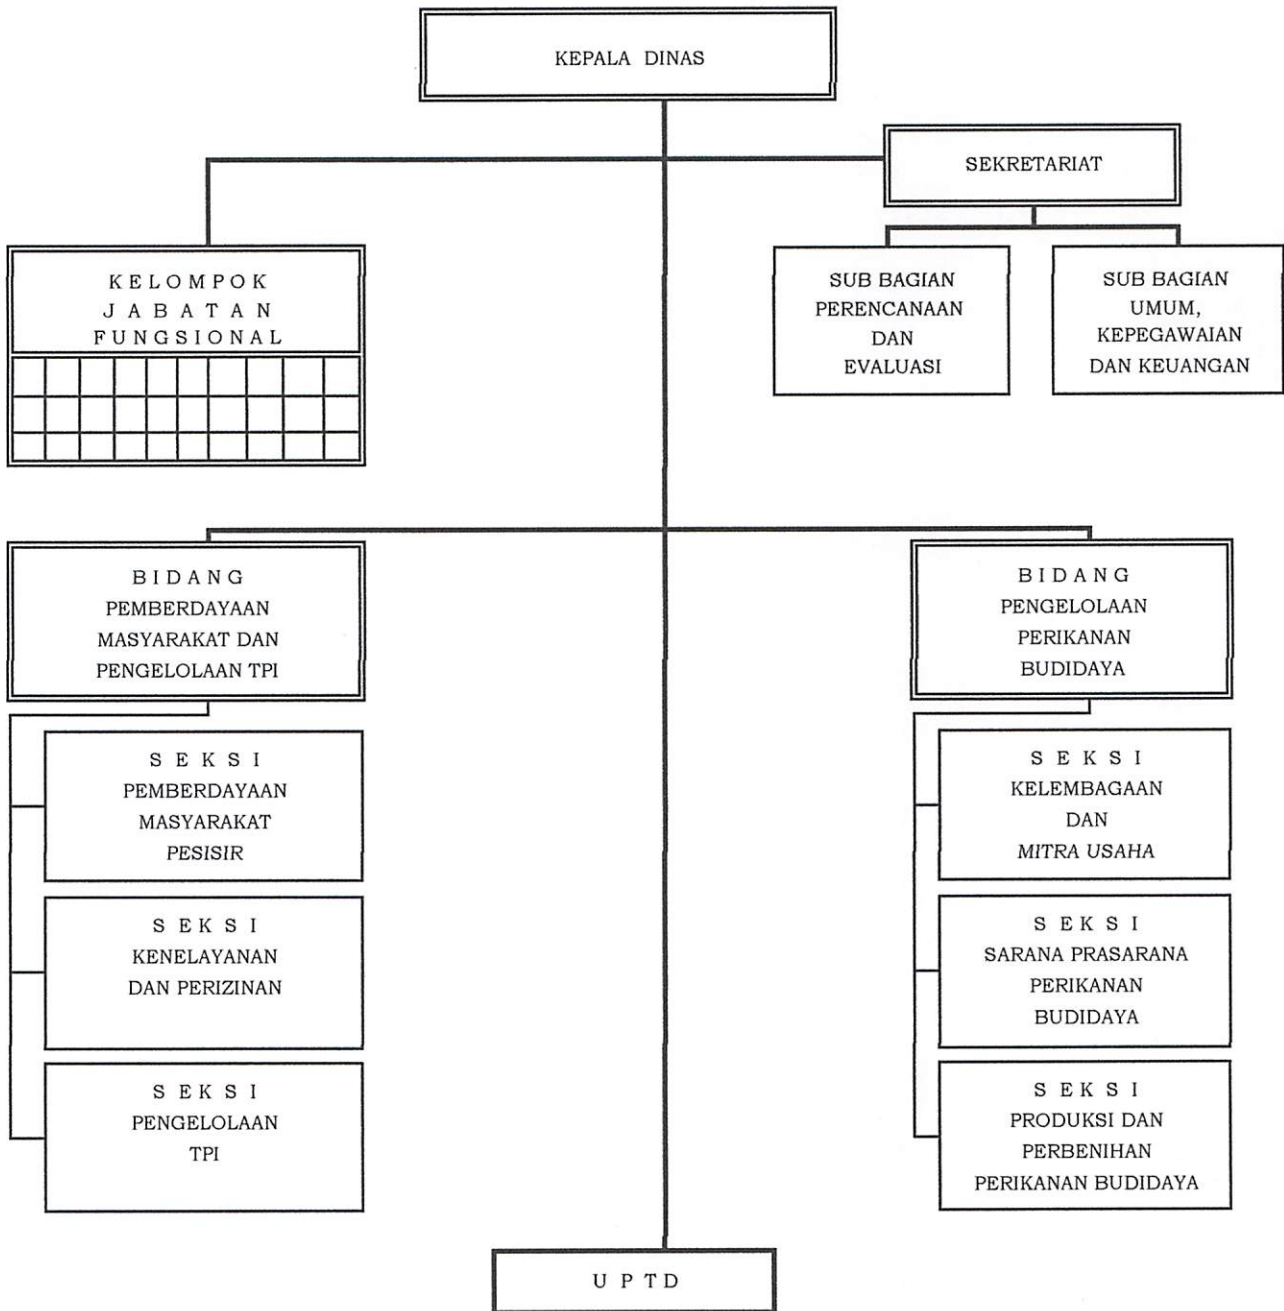 KEPALA DINAS
SEKRETARIAT
KELOMPOK
JABATAN
FUNGSIONAL
SUB BAGIAN
PERENCANAAN
DAN
EVALUASI
SUB BAGIAN
UMUM,
KEPEGAWAIAN
DAN KEUANGAN
BIDANG
PEMBERDAYAAN
MASYARAKAT DAN
PENGELOLAAN TPI
BIDANG
PENGELOLAAN
PERIKANAN
BUDIDAYA
SEKSI
PEMBERDAYAAN
MASYARAKAT
PESISIR
SEKSI
KENELAYANAN
DAN PERIZINAN
SEKSI
PENGELOLAAN
TPI
SEKSI
KELEMBAGAAN
DAN
MITRA USAHA
SEKSI
SARANA PRASARANA
PERIKANAN
BUDIDAYA
SEKSI
PRODUKSI DAN
PERBENIHAN
PERIKANAN BUDIDAYA
UPTD